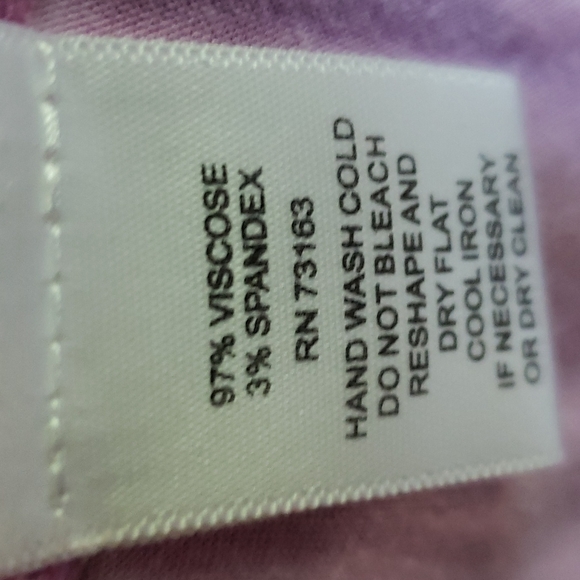 97% VISCOSE
3% SPANDEX
RN 73163
HAND WASH COLD
DO NOT BLEACH
RESHAPE AND
DRY FLAT
COOL IRON
IF NECESSARY
OR DRY CLEAN